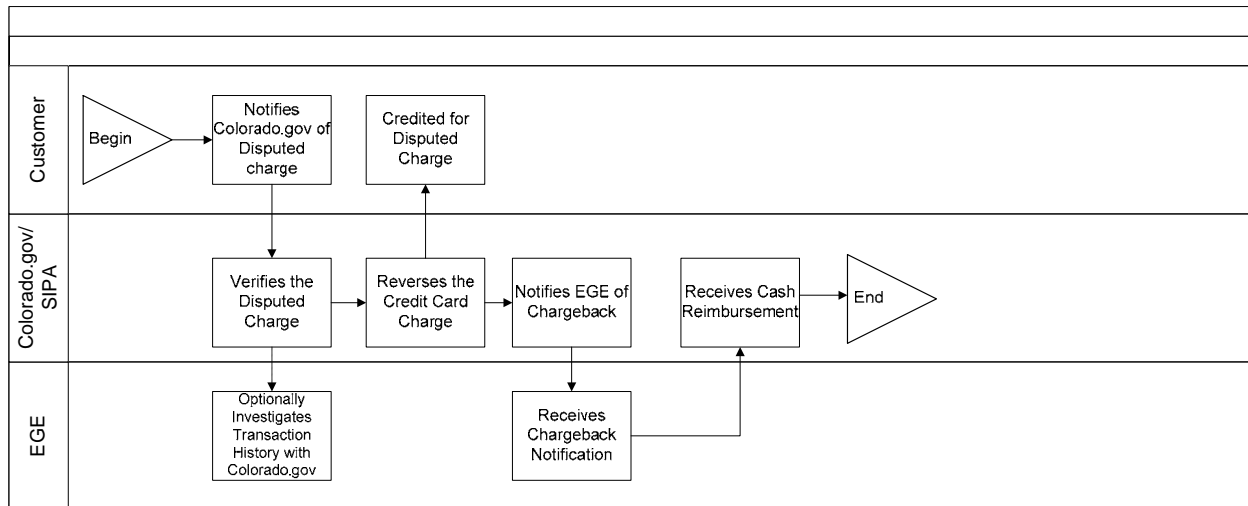 Customer
Begin
Notifies
Colorado.gov of
Disputed
charge
Credited for
Disputed
Charge
Colorado.gov/
SIPA
Verifies the
Disputed
Charge
Reverses the
Credit Card
Charge
Notifies EGE of
Chargeback
Receives Cash
Reimbursement
End
EGE
Optionally
Investigates
Transaction
History with
Colorado.gov
Receives
Chargeback
Notification